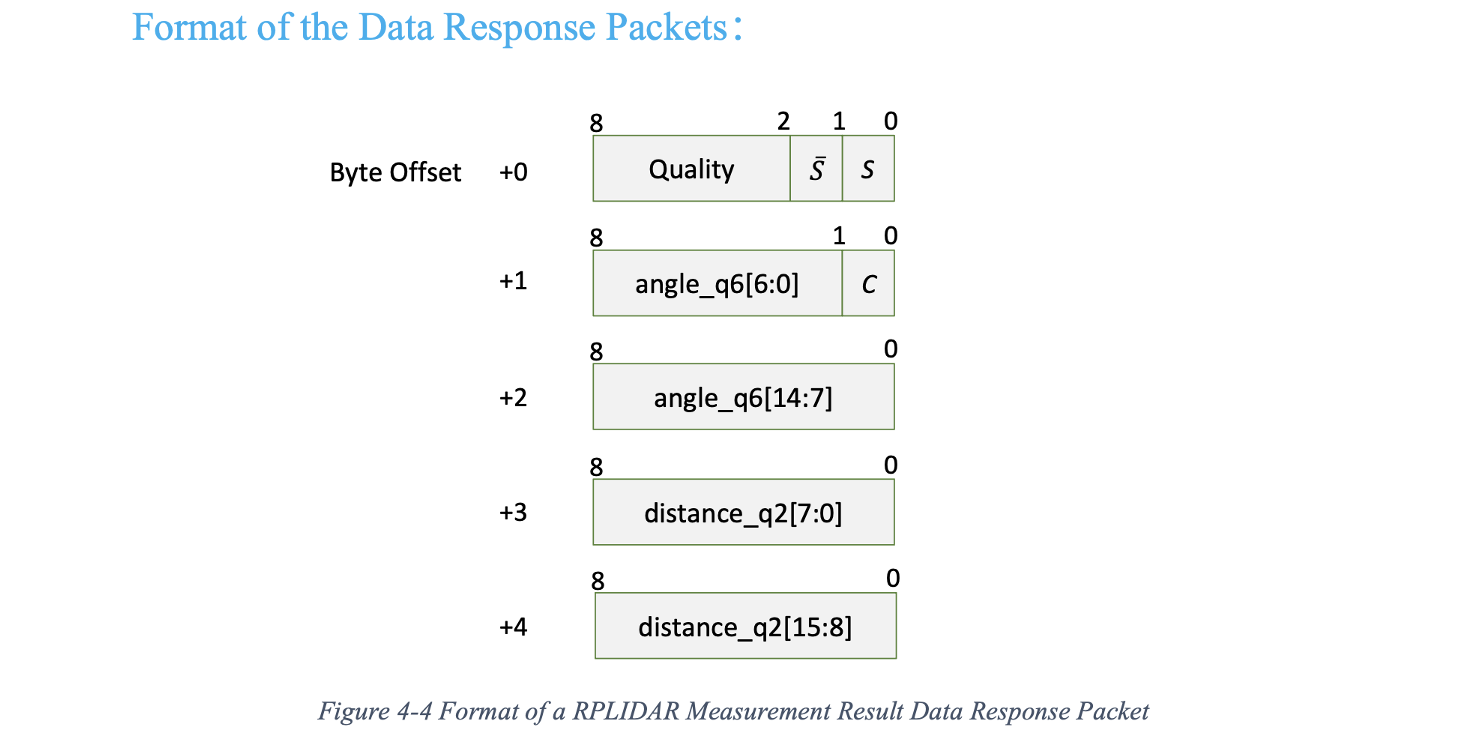 Format of the Data Response Packets:
8 2 1 0
Byte Offset +0 Quality S̄ S
8 1 0
+1 angle_q6[6:0] C
8 0
+2 angle_q6[14:7]
8 0
+3 distance_q2[7:0]
8 0
+4 distance_q2[15:8]
Figure 4-4 Format of a RPLIDAR Measurement Result Data Response Packet